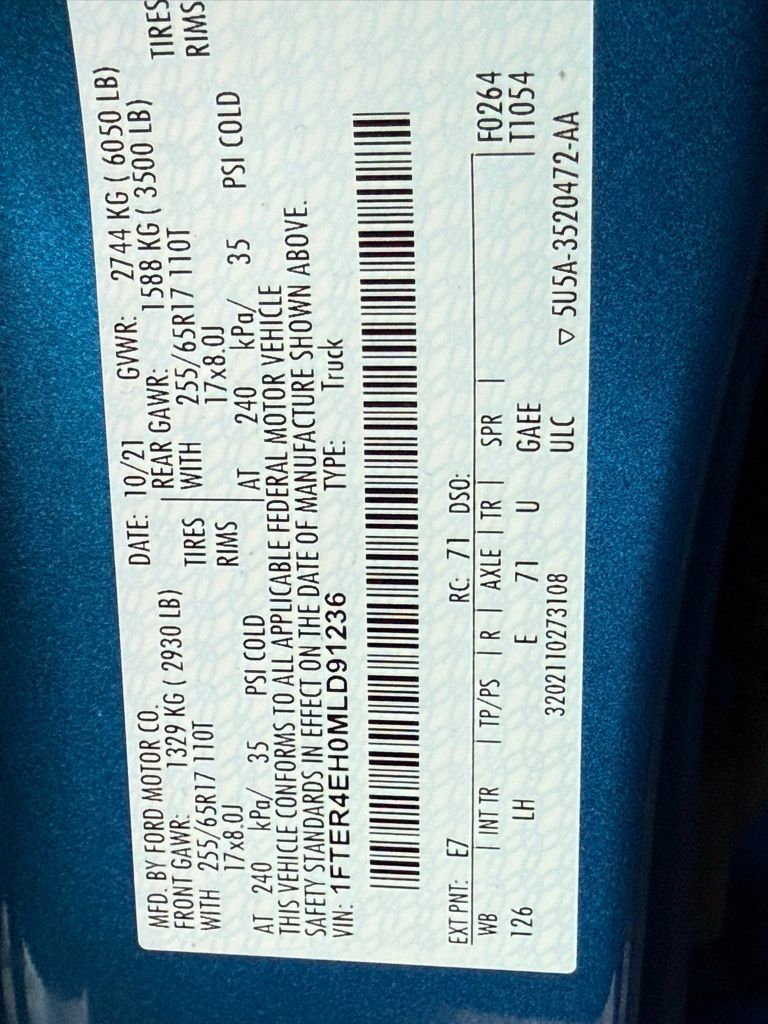 MFD. BY FORD MOTOR CO.
DATE: 10/21 GVWR: 2744 KG ( 6050 LB)
FRONT GAWR: 1329 KG ( 2930 LB) REAR GAWR: 1588 KG ( 3500 LB)
WITH 255/65R17 110T TIRES WITH 255/65R17 110T TIRES
17x8.0J RIMS 17x8.0J RIMS
AT 240 kPa/ 35 PSI COLD AT 240 kPa/ 35 PSI COLD
THIS VEHICLE CONFORMS TO ALL APPLICABLE FEDERAL MOTOR VEHICLE
SAFETY STANDARDS IN EFFECT ON THE DATE OF MANUFACTURE SHOWN ABOVE.
VIN: 1FTER4EH0MLD91236 TYPE: Truck
EXT PNT: E7 RC: 71 DSO: F0264
WB | INT TR | TP/PS | R | AXLE | TR | SPR | T1054
126 LH E 71 U GAEE
3202110273108 ULC ▽ 5U5A-3520472-AA